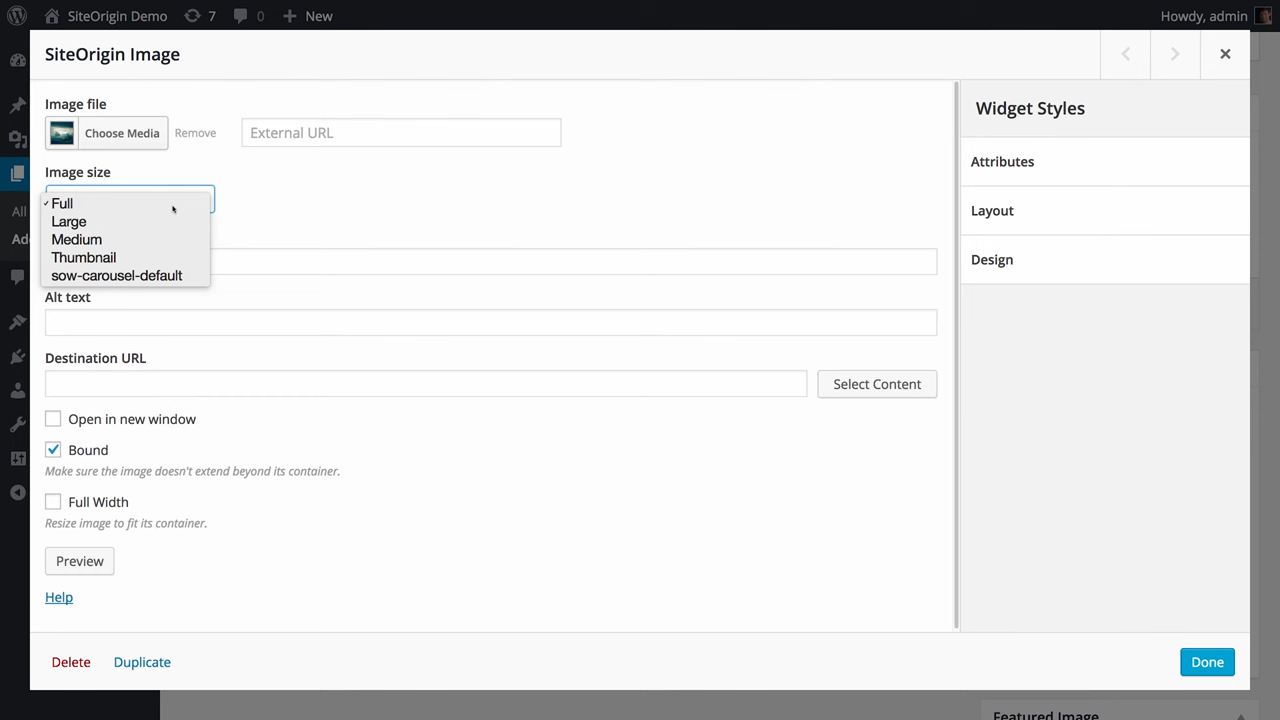 SiteOrigin Demo 7 0 New Howdy, admin
SiteOrigin Image
Image file
Choose Media Remove External URL
Widget Styles
Attributes
Image size
Full
Large
Medium
Thumbnail
sow-carousel-default
Layout
All
Design
Alt text
Destination URL
Select Content
Open in new window
Bound
Make sure the image doesn't extend beyond its container.
Full Width
Resize image to fit its container.
Preview
Help
Delete Duplicate Done
Featured Image